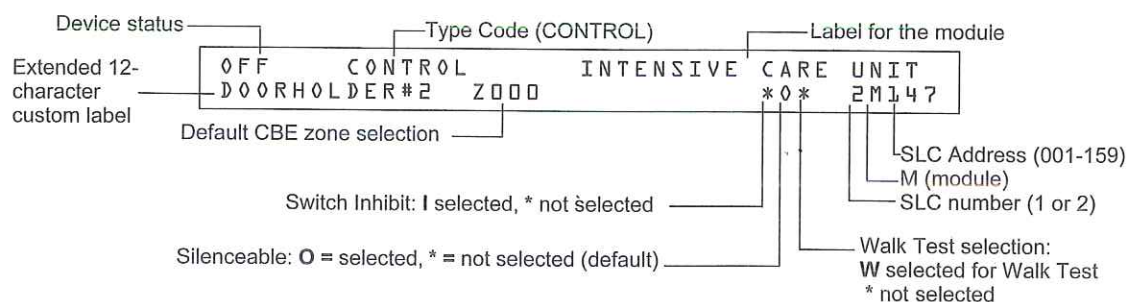 Device status
Type Code (CONTROL)
Label for the module
Extended 12-
character
custom label
OFF CONTROL INTENSIVE CARE UNIT
DOORHOLDER#2 Z000 *0* 2M147
Default CBE zone selection
SLC Address (001-159)
M (module)
SLC number (1 or 2)
Switch Inhibit: I selected, * not selected
Silenceable: O = selected, * = not selected (default)
Walk Test selection:
W selected for Walk Test
* not selected